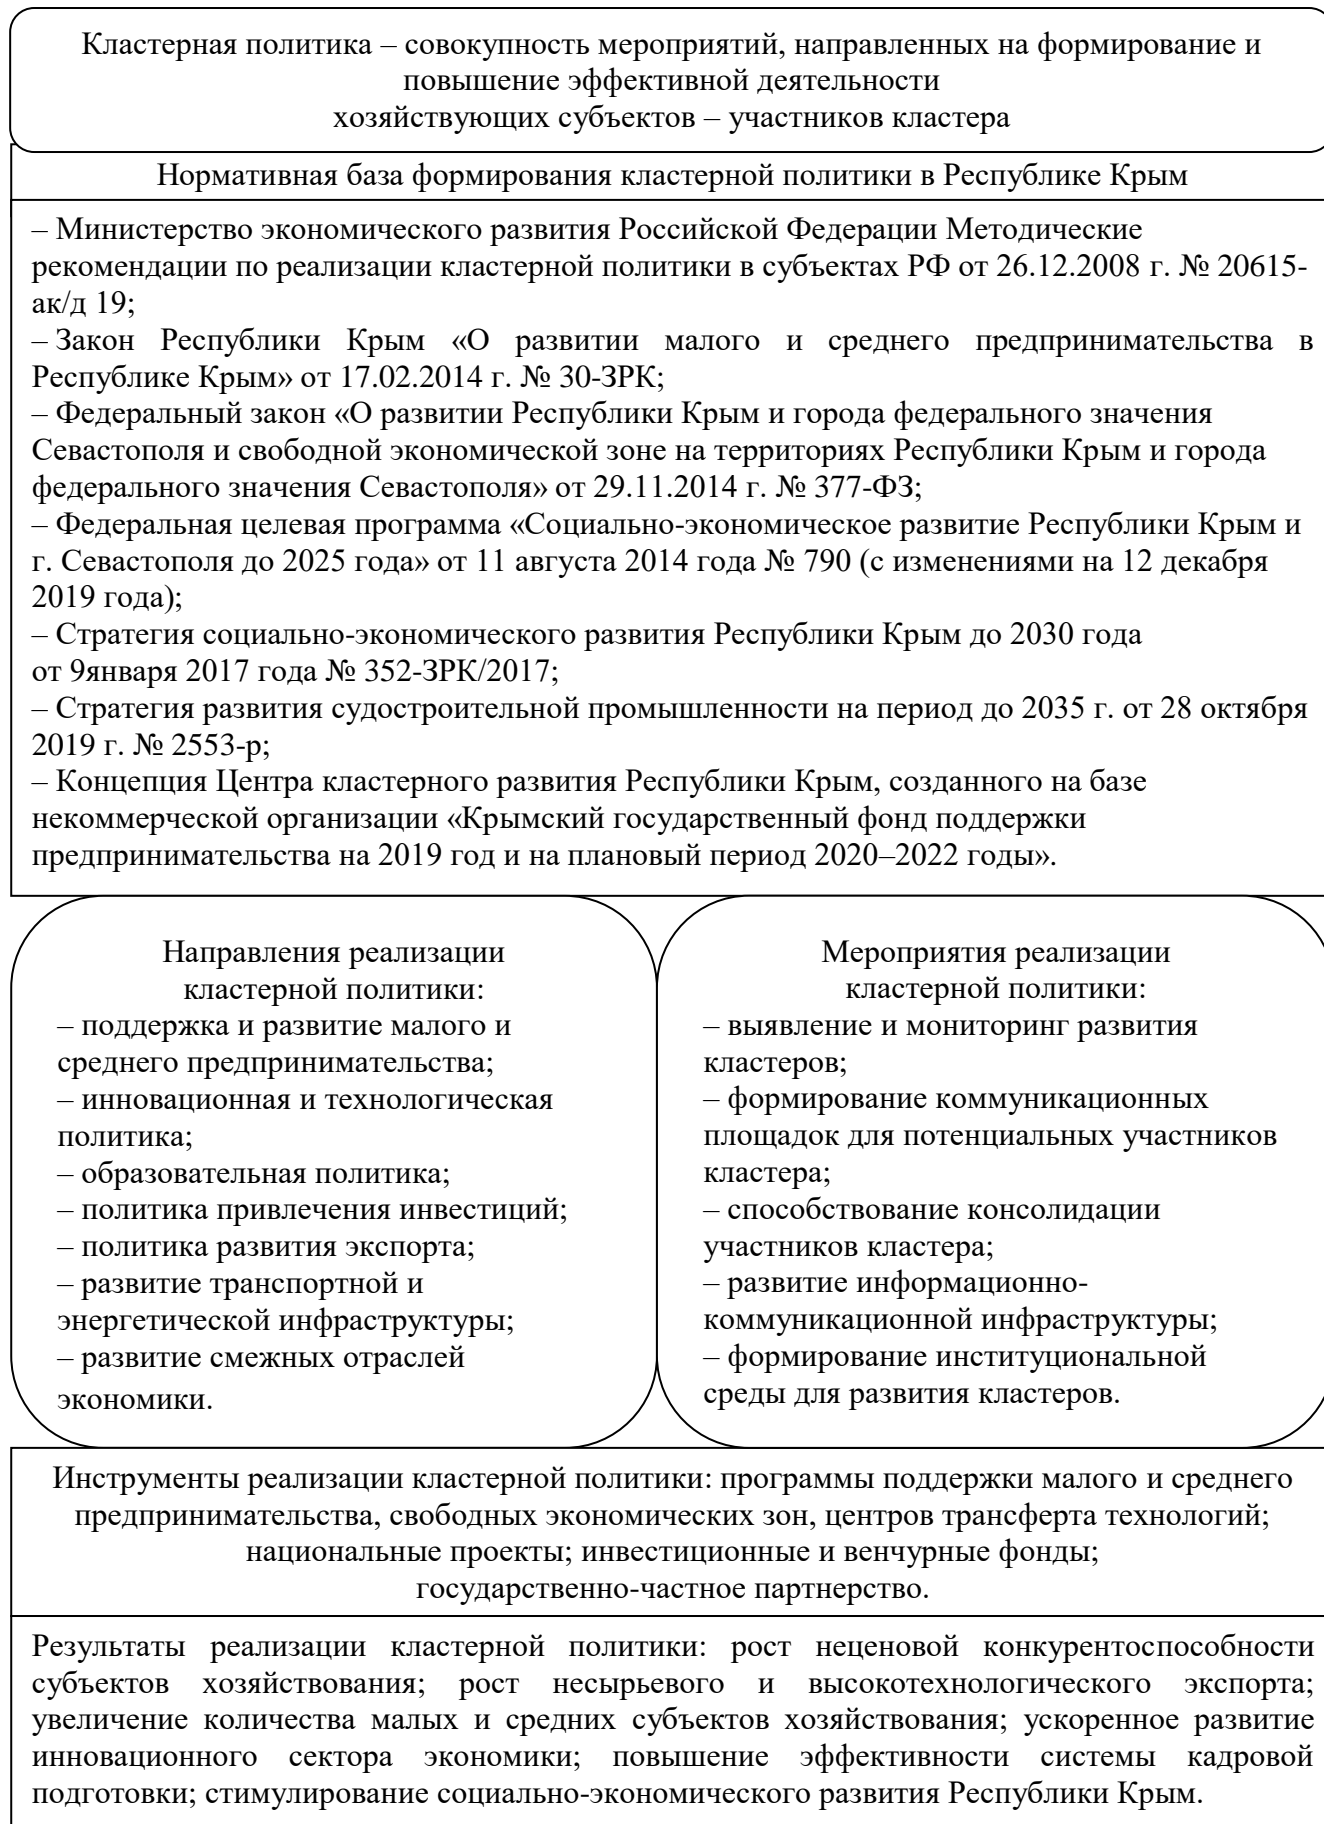 Кластерная политика – совокупность мероприятий, направленных на формирование и
повышение эффективной деятельности
хозяйствующих субъектов – участников кластера
Нормативная база формирования кластерной политики в Республике Крым
– Министерство экономического развития Российской Федерации Методические
рекомендации по реализации кластерной политики в субъектах РФ от 26.12.2008 г. № 20615-
ак/д 19;
– Закон Республики Крым «О развитии малого и среднего предпринимательства в
Республике Крым» от 17.02.2014 г. № 30-ЗРК;
– Федеральный закон «О развитии Республики Крым и города федерального значения
Севастополя и свободной экономической зоне на территориях Республики Крым и города
федерального значения Севастополя» от 29.11.2014 г. № 377-ФЗ;
– Федеральная целевая программа «Социально-экономическое развитие Республики Крым и
г. Севастополя до 2025 года» от 11 августа 2014 года № 790 (с изменениями на 12 декабря
2019 года);
– Стратегия социально-экономического развития Республики Крым до 2030 года
от 9января 2017 года № 352-ЗРК/2017;
– Стратегия развития судостроительной промышленности на период до 2035 г. от 28 октября
2019 г. № 2553-р;
– Концепция Центра кластерного развития Республики Крым, созданного на базе
некоммерческой организации «Крымский государственный фонд поддержки
предпринимательства на 2019 год и на плановый период 2020–2022 годы».
Направления реализации
кластерной политики:
– поддержка и развитие малого и
среднего предпринимательства;
– инновационная и технологическая
политика;
– образовательная политика;
– политика привлечения инвестиций;
– политика развития экспорта;
– развитие транспортной и
энергетической инфраструктуры;
– развитие смежных отраслей
экономики.
Мероприятия реализации
кластерной политики:
– выявление и мониторинг развития
кластеров;
– формирование коммуникационных
площадок для потенциальных участников
кластера;
– способствование консолидации
участников кластера;
– развитие информационно-
коммуникационной инфраструктуры;
– формирование институциональной
среды для развития кластеров.
Инструменты реализации кластерной политики: программы поддержки малого и среднего
предпринимательства, свободных экономических зон, центров трансферта технологий;
национальные проекты; инвестиционные и венчурные фонды;
государственно-частное партнерство.
Результаты реализации кластерной политики: рост неценовой конкурентоспособности
субъектов хозяйствования; рост несырьевого и высокотехнологического экспорта;
увеличение количества малых и средних субъектов хозяйствования; ускоренное развитие
инновационного сектора экономики; повышение эффективности системы кадровой
подготовки; стимулирование социально-экономического развития Республики Крым.